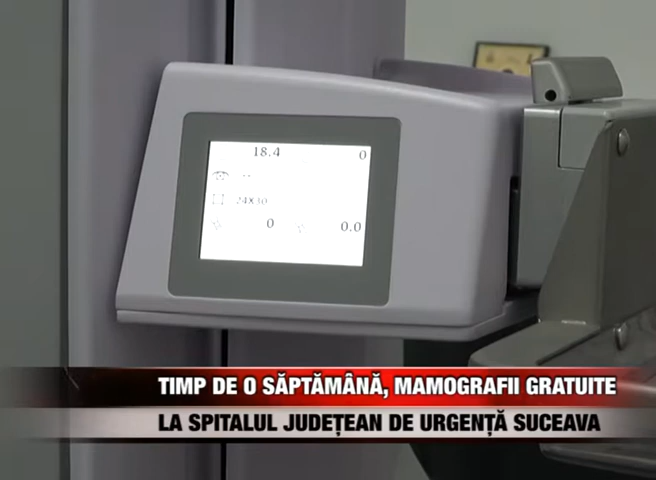 18.4 0
--
24X30
0 0.0
TIMP DE O SĂPTĂMÂNĂ, MAMOGRAFII GRATUITE
LA SPITALUL JUDEȚEAN DE URGENȚĂ SUCEAVA